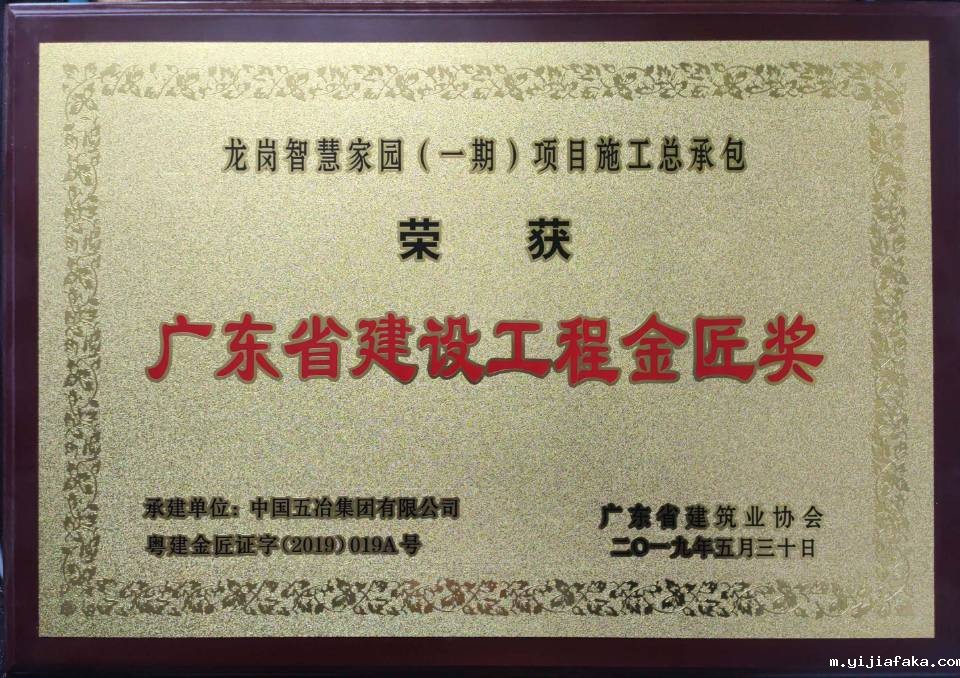 龙岗智慧家园（一期）项目施工总承包
荣 获
广东省建设工程金匠奖
承建单位：中国五冶集团有限公司
粤建金匠证字(2019)019A号
广东省建筑业协会
二〇一九年五月三十日
m.yijiafaka.com